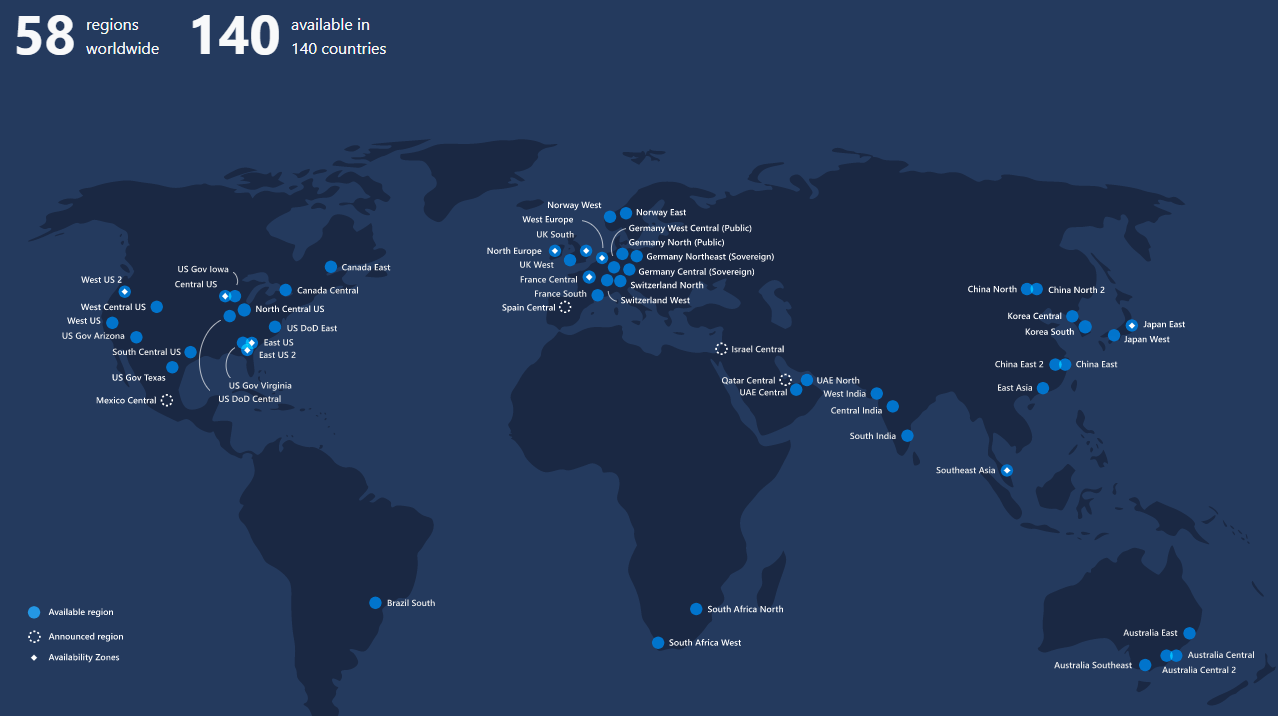 58 regions worldwide
140 available in 140 countries
Norway West
Norway East
West Europe
Germany West Central (Public)
UK South
Germany North (Public)
North Europe
Germany Northeast (Sovereign)
UK West
Germany Central (Sovereign)
France Central
Switzerland North
France South
Switzerland West
Spain Central
US Gov Iowa
Canada East
West US 2
Central US
Canada Central
West Central US
North Central US
West US
US DoD East
US Gov Arizona
East US
South Central US
East US 2
US Gov Texas
US Gov Virginia
Mexico Central
US DoD Central
China North
China North 2
Korea Central
Japan East
Korea South
Japan West
Israel Central
China East 2
China East
Qatar Central
UAE North
East Asia
UAE Central
West India
Central India
South India
Southeast Asia
Brazil South
South Africa North
South Africa West
Australia East
Australia Central
Australia Southeast
Australia Central 2
Available region
Announced region
Availability Zones